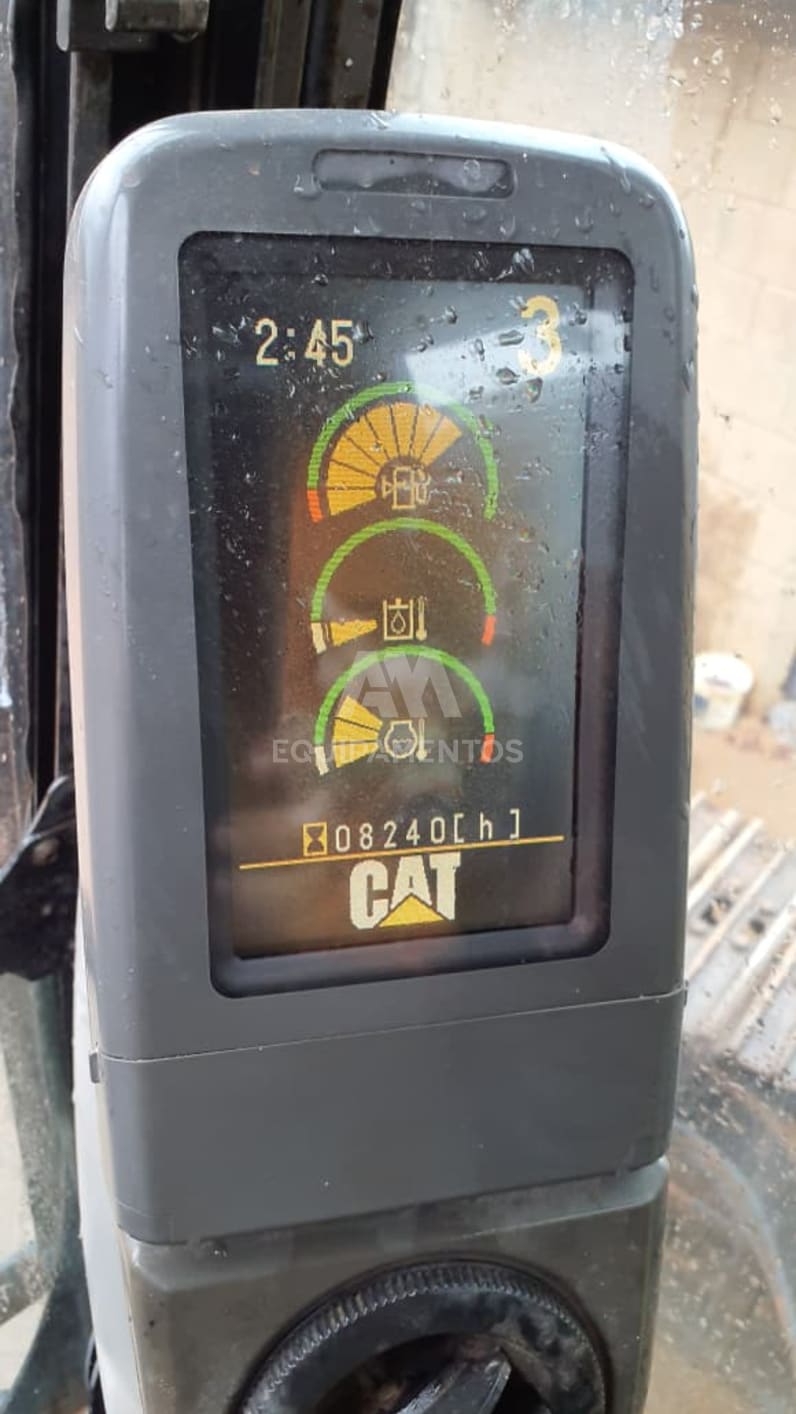 2:45
3
AM
EQUIPAMENTOS
08240[h]
CAT